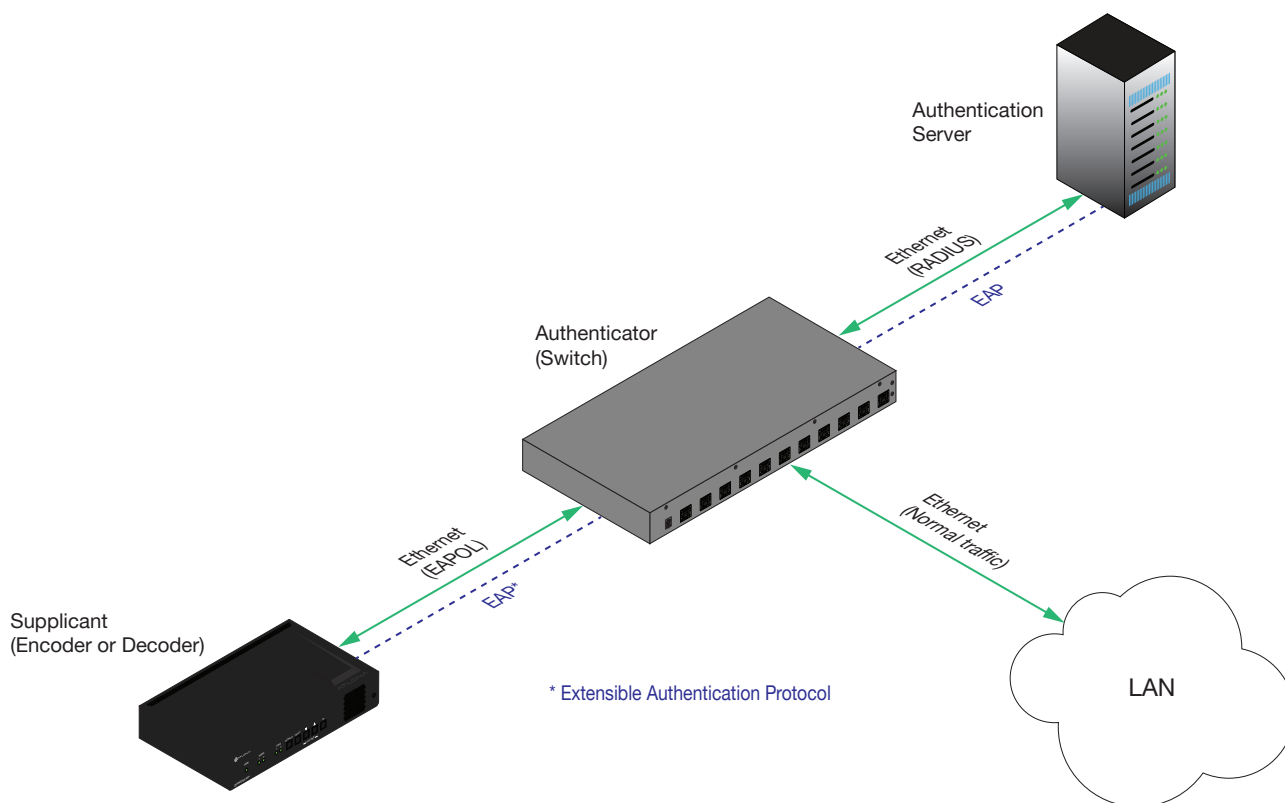 Authentication
Server
Ethernet
(RADIUS)
EAP
Authenticator
(Switch)
Ethernet
(Normal traffic)
Ethernet
(EAPOL)
EAP*
Supplicant
(Encoder or Decoder)
* Extensible Authentication Protocol
LAN